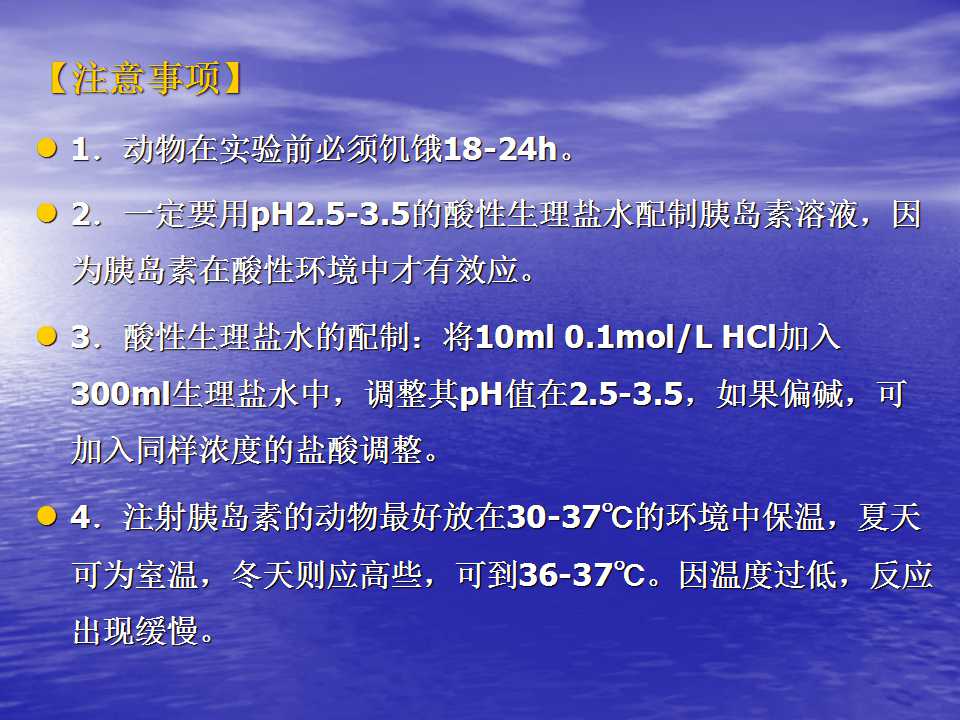 【注意事项】
1．动物在实验前必须饥饿18-24h。
2．一定要用pH2.5-3.5的酸性生理盐水配制胰岛素溶液，因
为胰岛素在酸性环境中才有效应。
3．酸性生理盐水的配制：将10ml 0.1mol/L HCl加入
300ml生理盐水中，调整其pH值在2.5-3.5，如果偏碱，可
加入同样浓度的盐酸调整。
4．注射胰岛素的动物最好放在30-37℃的环境中保温，夏天
可为室温，冬天则应高些，可到36-37℃。因温度过低，反应
出现缓慢。